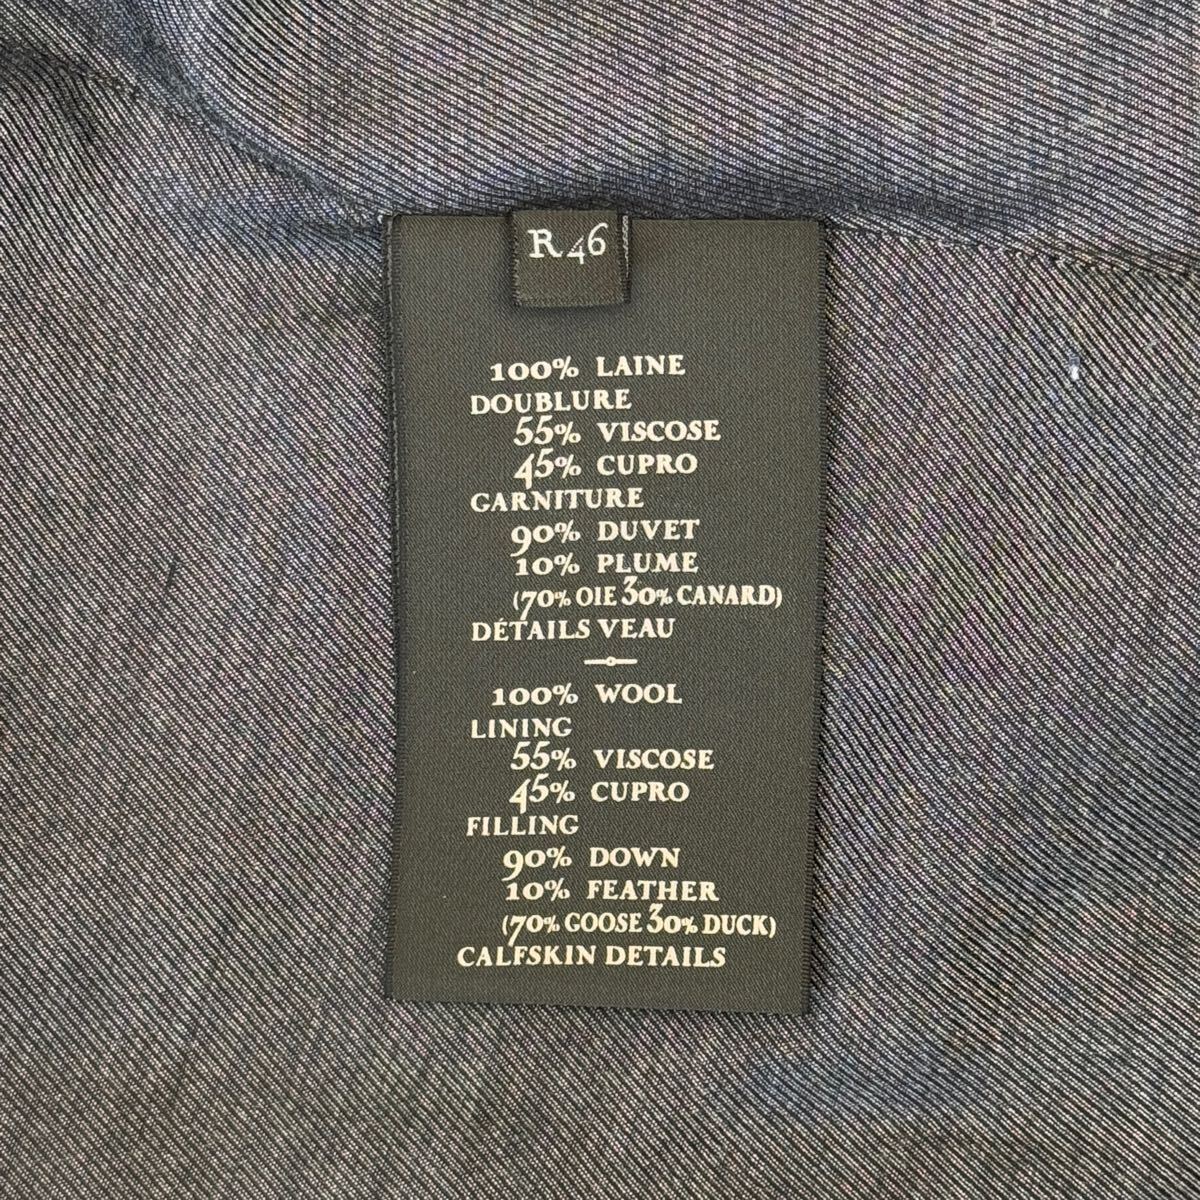 R46
100% LAINE
DOUBLURE
55% VISCOSE
45% CUPRO
GARNITURE
90% DUVET
10% PLUME
(70% OIE 30% CANARD)
DÉTAILS VEAU
100% WOOL
LINING
55% VISCOSE
45% CUPRO
FILLING
90% DOWN
10% FEATHER
(70% GOOSE 30% DUCK)
CALFSKIN DETAILS